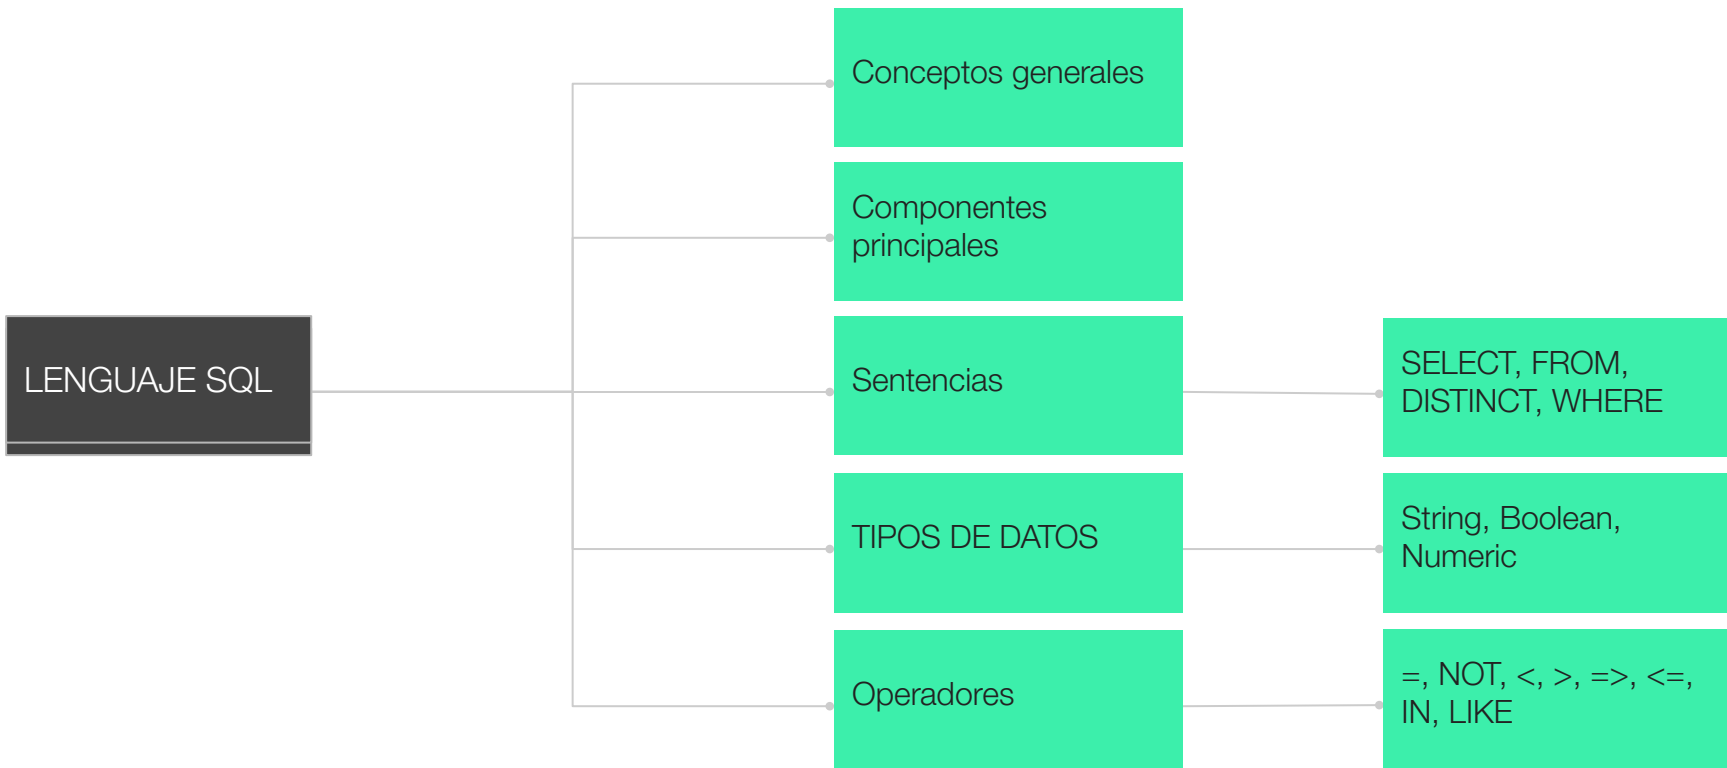 Conceptos generales
Componentes
principales
LENGUAJE SQL
Sentencias
SELECT, FROM,
DISTINCT, WHERE
TIPOS DE DATOS
String, Boolean,
Numeric
Operadores
=, NOT, <, >, =>, <=,
IN, LIKE